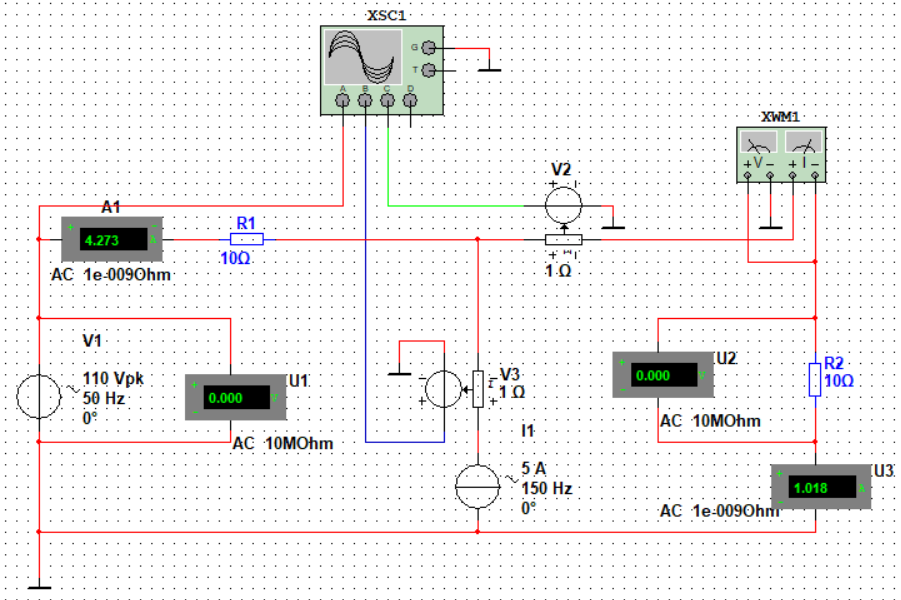 XSC1
G
T
A B C D
XWM1
+ V - + I -
V2
+ -
A1
+ -
4.273 A
R1
10Ω
AC 1e-009Ohm
+ -
1 Ω
V1
110 Vpk
50 Hz
0°
+
-
0.000 V
U1
AC 10MOhm
- -
V3
1 Ω
+ +
I1
5 A
150 Hz
0°
+
-
0.000 V
U2
AC 10MOhm
R2
10Ω
+
-
1.018 A
U3
AC 1e-009Ohm